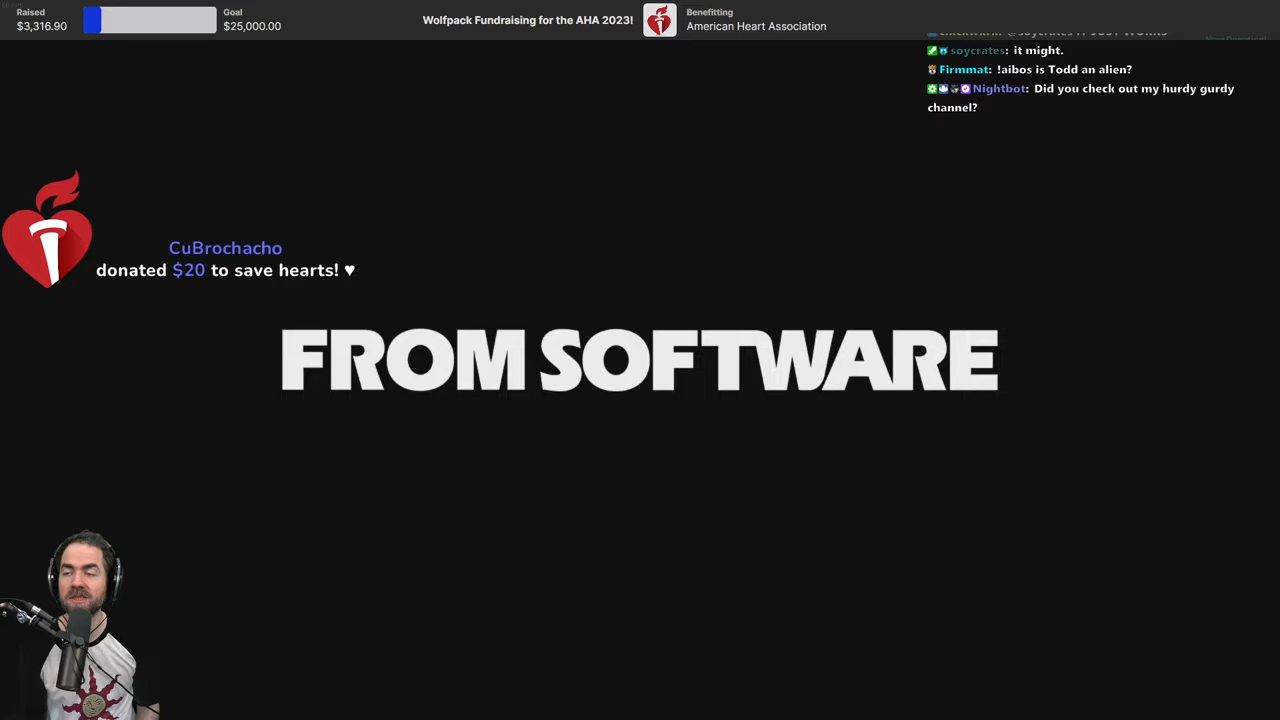 Raised
Goal
$3,316.90
$25,000.00
Wolfpack Fundraising for the AHA 2023!
Benefitting
American Heart Association
soycrates: it might.
Firmmat: !aibos is Todd an alien?
Nightbot: Did you check out my hurdy gurdy
channel?
CuBrochacho
donated $20 to save hearts! ♥
FROM SOFTWARE